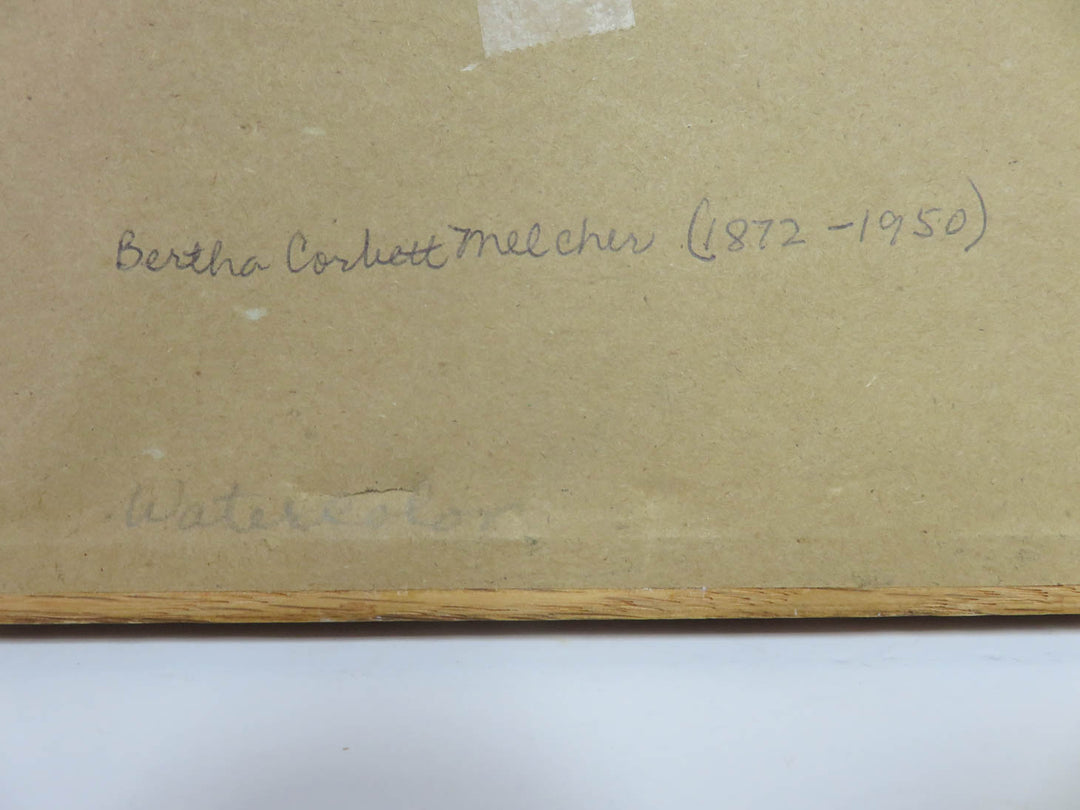 Bertha Corbett Melcher (1872-1950)
Watercolor